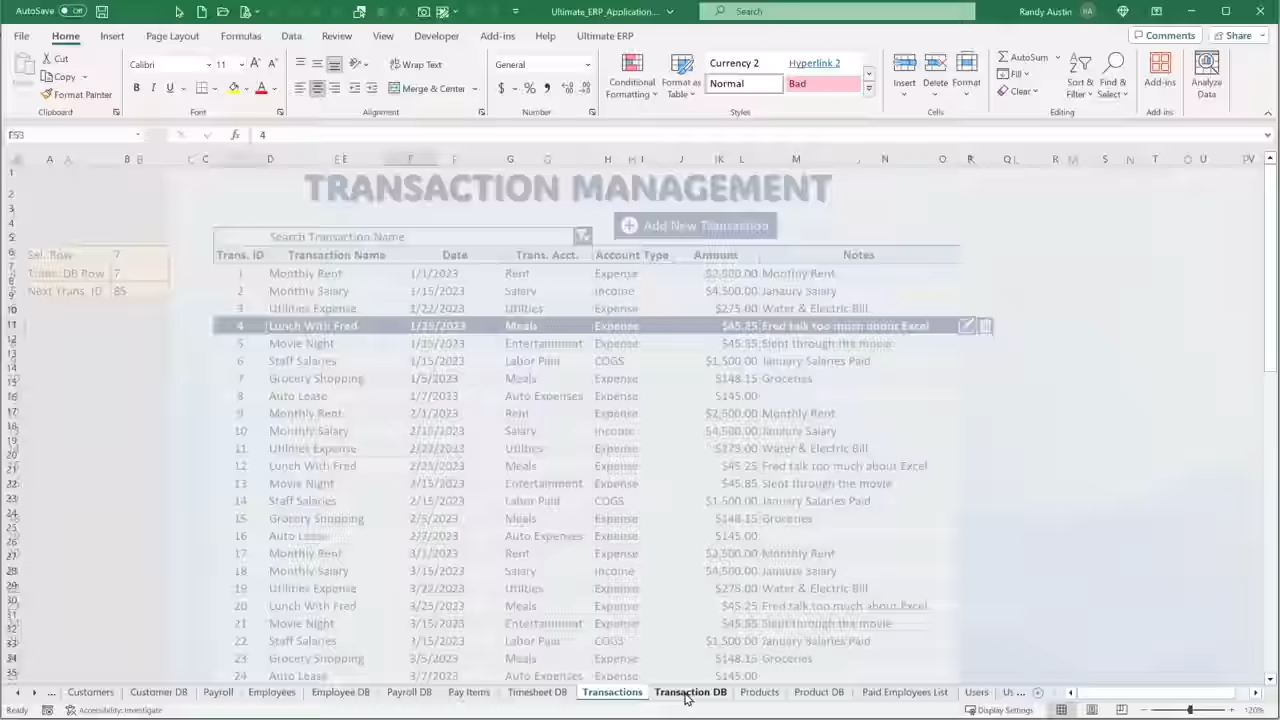 AutoSave Off Ultimate_ERP_Application... Search Randy Austin RA
File Home Insert Page Layout Formulas Data Review View Developer Add-ins Help Ultimate ERP Comments Share
Cut Calibri 11 Wrap Text General Currency 2 Hyperlink 2 AutoSum
Copy Fill
Format Painter B I U Merge & Center $ % Conditional Formatting Format as Table Normal Bad Insert Delete Format Clear Sort & Filter Find & Select Add-ins Analyze Data
Clipboard Font Alignment Number Styles Cells Editing Add-ins
fx 4
TRANSACTION MANAGEMENT
Add New Transaction
Search Transaction Name
Sel. Row 7 Trans. ID Transaction Name Date Trans. Acct. Account Type Amount Notes
Trans. DB Row 7 1 Monthly Rent 1/1/2023 Rent Expense Monthly Rent
Next Trans. ID 85 2 Monthly Salary 1/15/2023 Salary Income $4,500.00 Janaury Salary
3 Utilities Expense 1/22/2023 Utilities Expense $275.00 Water & Electric Bill
4 Lunch With Fred Meals Expense $45.25 Fred talk too much about Excel
5 Movie Night Entertainment Expense $45.85 Slent through the movie
6 Staff Salaries 1/15/2023 Labor Paid COGS $1,500.00 January Salaries Paid
7 Grocery Shopping 1/5/2023 Meals Expense $148.15 Groceries
8 Auto Lease 1/7/2023 Auto Expenses Expense $145.00
9 Monthly Rent 2/1/2023 Rent Expense $2,500.00 Monthly Rent
10 Monthly Salary 2/15/2023 Salary Income $4,500.00 Janaury Salary
11 Utilities Expense 2/22/2023 Utilities Expense $275.00 Water & Electric Bill
12 Lunch With Fred 2/25/2023 Meals Expense $45.25 Fred talk too much about Excel
13 Movie Night 2/15/2023 Entertainment Expense $45.85 Slent through the movie
14 Staff Salaries 2/15/2023 Labor Paid COGS $1,500.00 January Salaries Paid
15 Grocery Shopping 2/5/2023 Meals Expense $148.15 Groceries
16 Auto Lease 2/7/2023 Auto Expenses Expense $145.00
17 Monthly Rent 3/1/2023 Rent Expense $2,500.00 Monthly Rent
18 Monthly Salary 3/15/2023 Salary Income $4,500.00 Janaury Salary
19 Utilities Expense 3/22/2023 Utilities Expense $275.00 Water & Electric Bill
20 Lunch With Fred 3/25/2023 Meals Expense $45.25 Fred talk too much about Excel
21 Movie Night 3/15/2023 Entertainment Expense $45.85 Slent through the movie
22 Staff Salaries 3/15/2023 Labor Paid COGS $1,500.00 January Salaries Paid
23 Grocery Shopping 3/5/2023 Meals Expense $148.15 Groceries
24 Auto Lease 3/7/2023 Auto Expenses Expense $145.00
... Customers Customer DB Payroll Employees Employee DB Payroll DB Pay Items Timesheet DB Transactions Transaction DB Products Product DB Paid Employees List Users Us ...
Ready Accessibility: Investigate Display Settings 120%